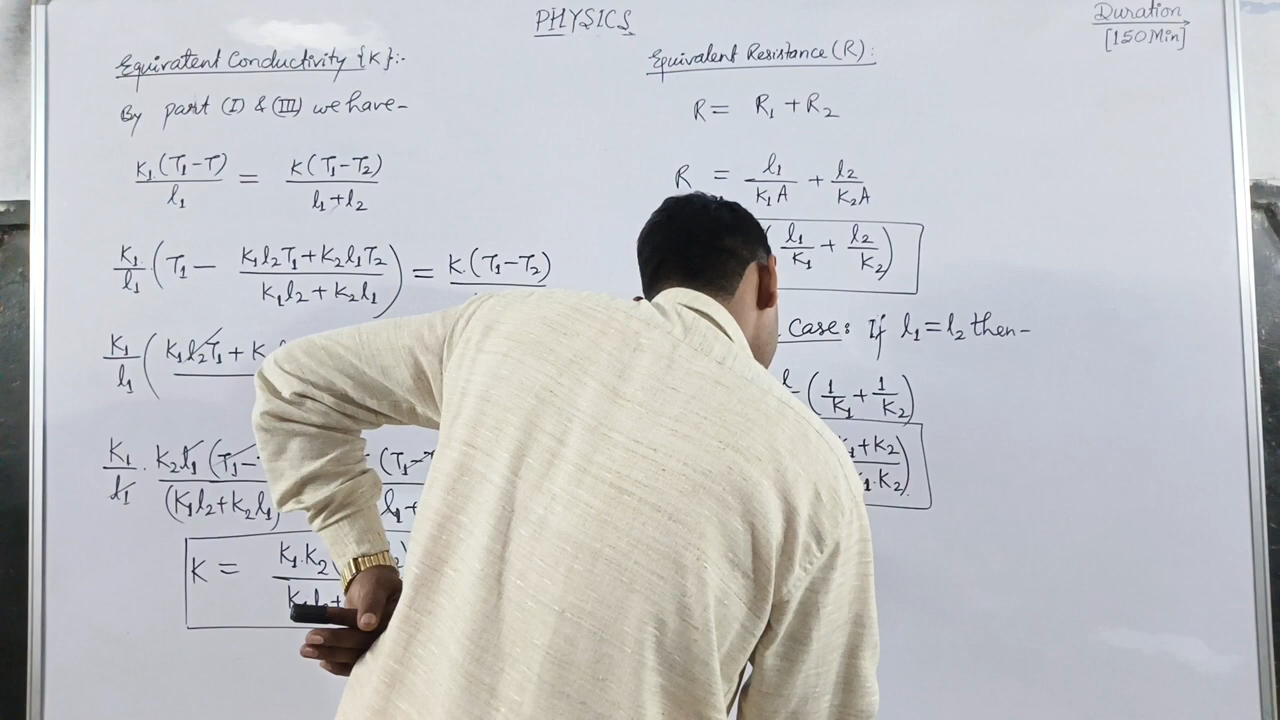 PHYSICS
Duration
[150 Min]
Equivalent Conductivity {K}:-
By part (I) & (III) we have-
K₁.(T₁-T)/l₁ = K(T₁-T₂)/l₁+l₂
K₁/l₁ .(T₁ - K₁l₂T₁+K₂l₁T₂/K₁l₂+K₂l₁) = K.(T₁-T₂)
K₁/l₁ (K₁l₂T₁ + K
K₁/l₁ . K₂l₁ (T₁- /(K₁l₂+K₂l₁) (T₁- /l₁+
K = K₁.K₂ /K₁l₂+
Equivalent Resistance (R):
R = R₁ + R₂
R = l₁/K₁A + l₂/K₂A
(l₁/K₁ + l₂/K₂)
Case: If l₁ = l₂ then-
l (1/K₁ + 1/K₂)
K₁+K₂/K₁.K₂)